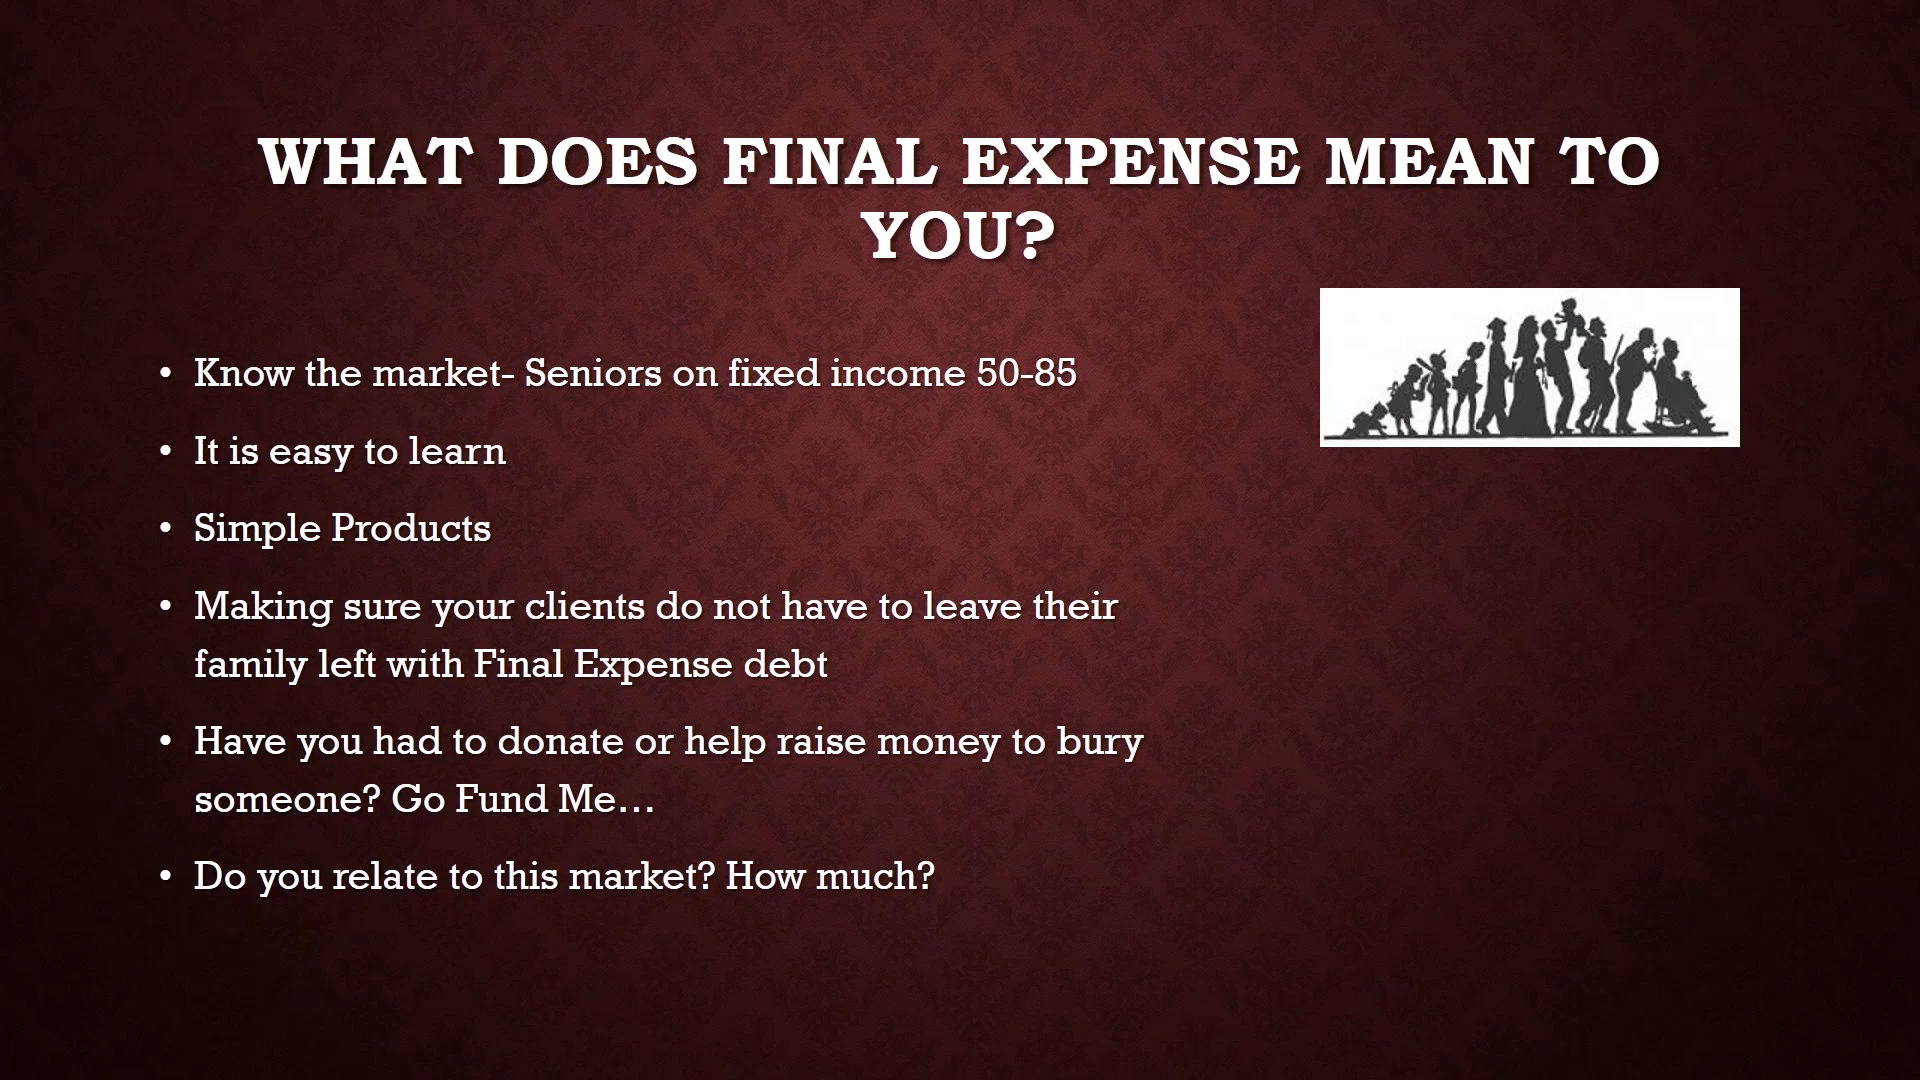 WHAT DOES FINAL EXPENSE MEAN TO
YOU?
• Know the market- Seniors on fixed income 50-85
• It is easy to learn
• Simple Products
• Making sure your clients do not have to leave their
family left with Final Expense debt
• Have you had to donate or help raise money to bury
someone? Go Fund Me…
• Do you relate to this market? How much?